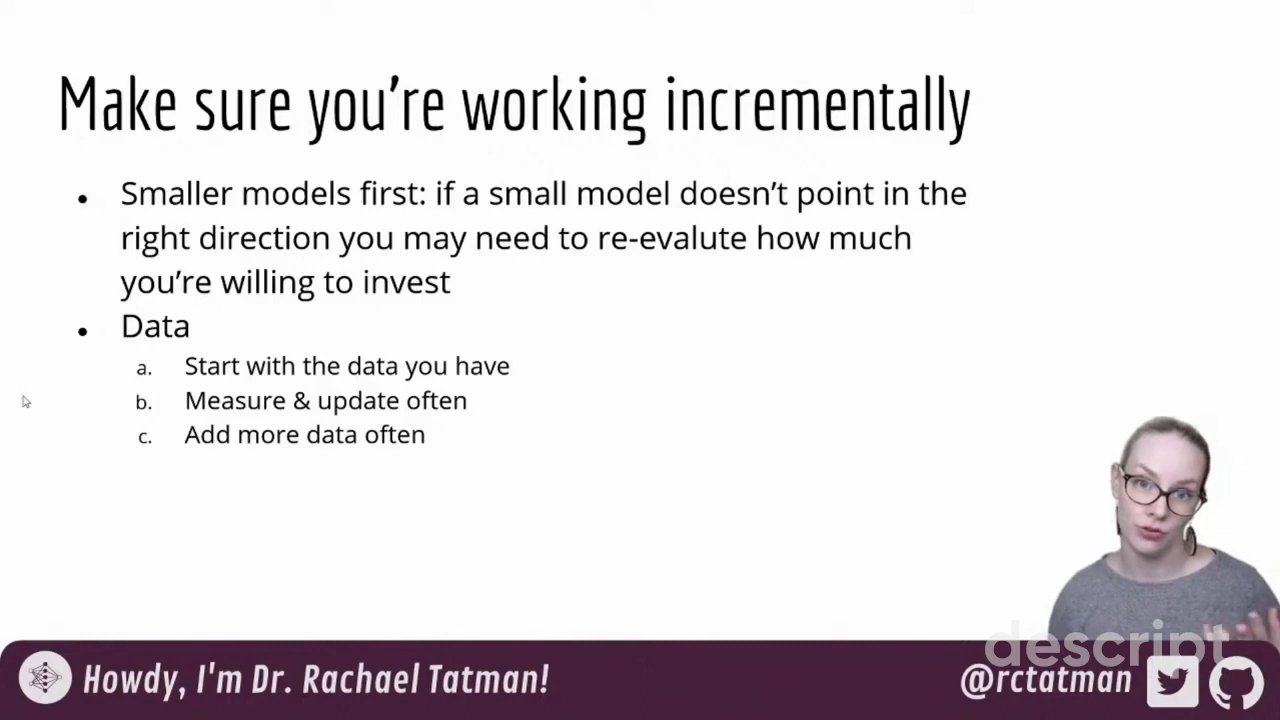 Make sure you're working incrementally
• Smaller models first: if a small model doesn't point in the
right direction you may need to re-evalute how much
you're willing to invest
• Data
a. Start with the data you have
b. Measure & update often
c. Add more data often
descript
Howdy, I'm Dr. Rachael Tatman!
@rctatman